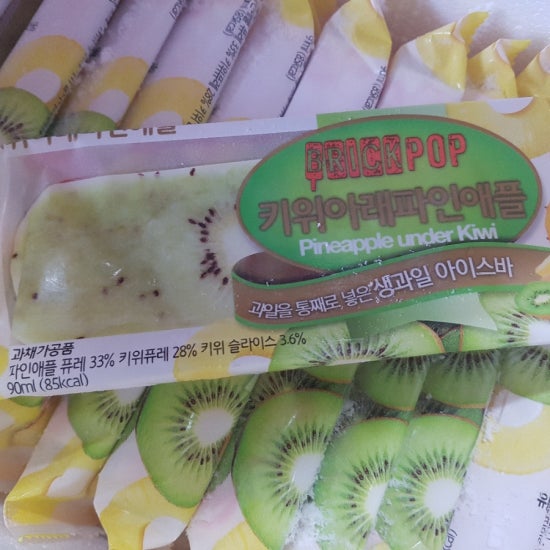 BRICKPOP
키위아래파인애플
Pineapple under Kiwi
과일을 통째로 넣은 생과일 아이스바
과채가공품
파인애플 퓨레 33% 키위퓨레 28% 키위 슬라이스 3.6%
90ml (85kcal)